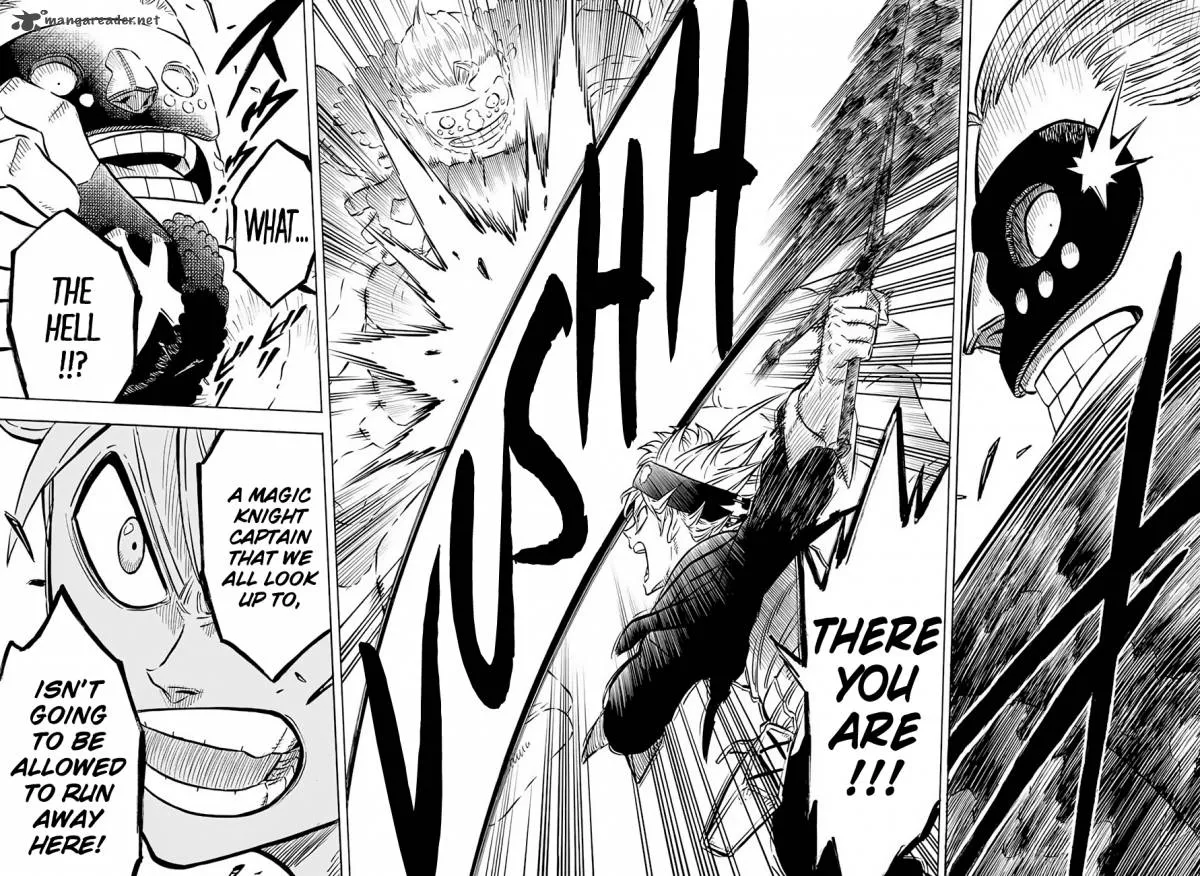 mangareader.net
THERE
YOU
ARE
!!!
VUSHHH
WHAT...
THE
HELL
!!?
A MAGIC
KNIGHT
CAPTAIN
THAT WE
ALL LOOK
UP TO,
ISN'T
GOING
TO BE
ALLOWED
TO RUN
AWAY
HERE!